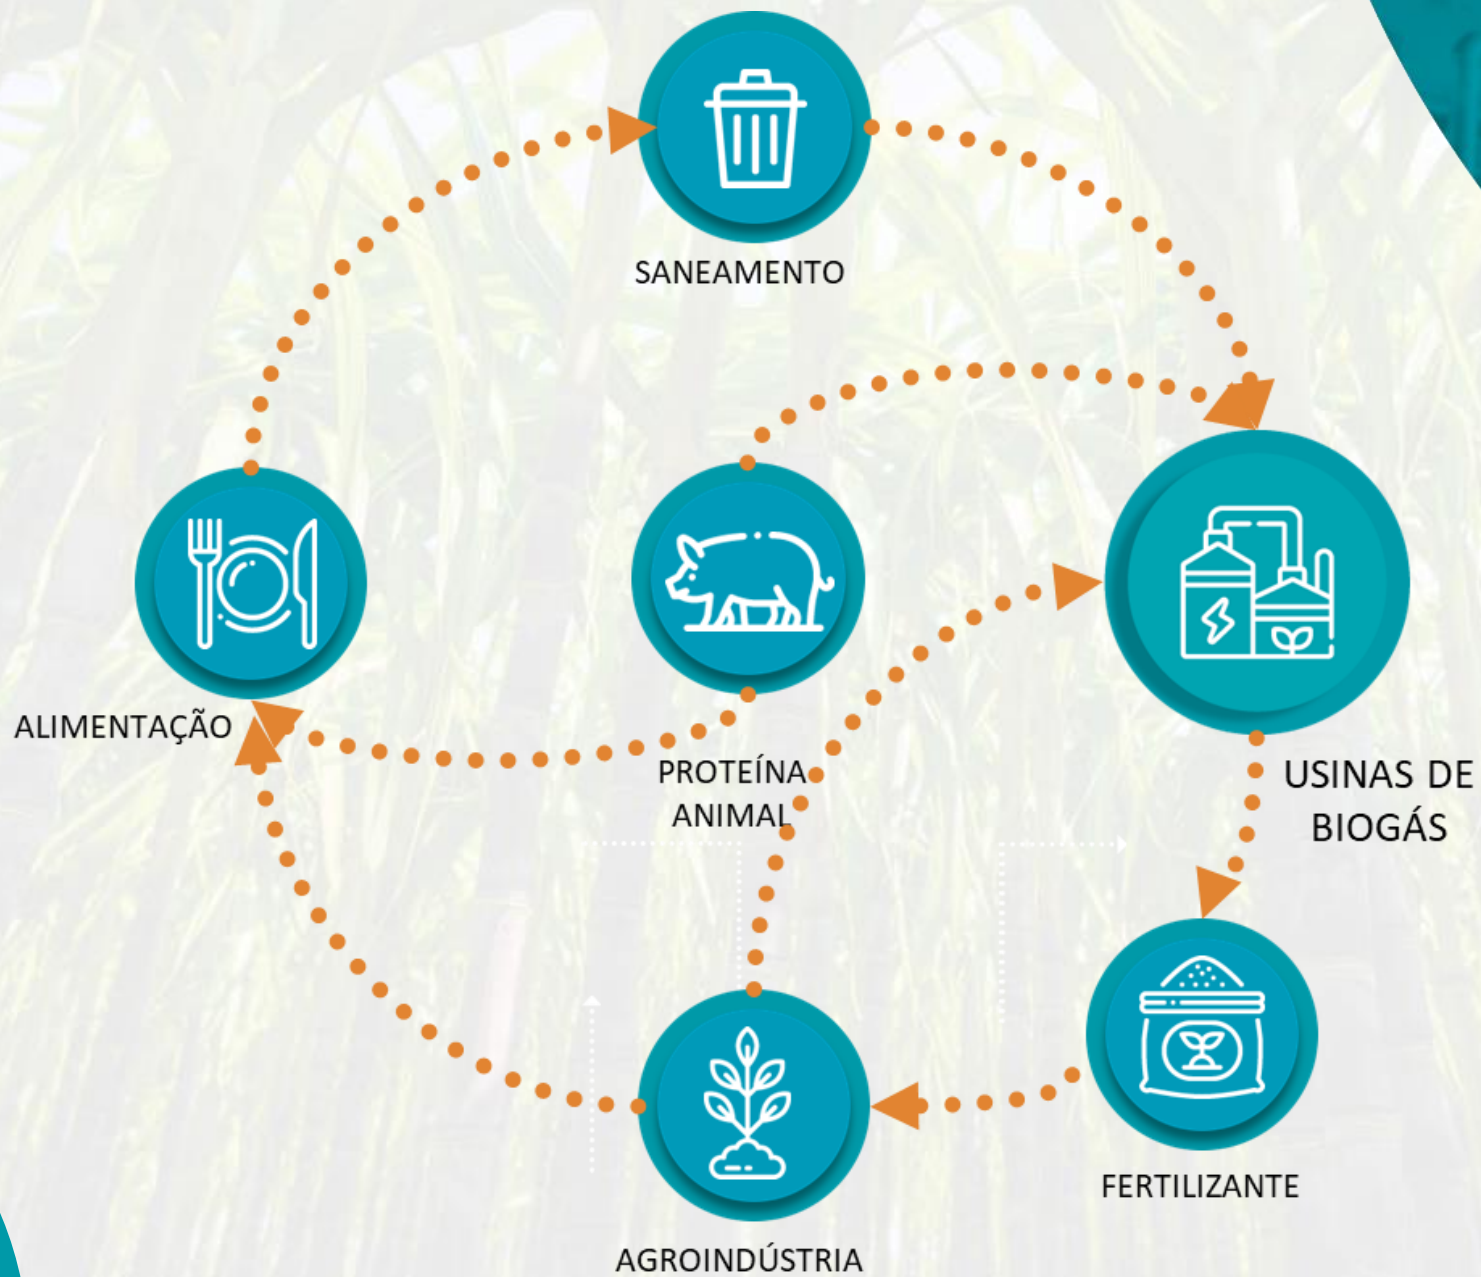 SANEAMENTO
ALIMENTAÇÃO
PROTEÍNA
ANIMAL
USINAS DE
BIOGÁS
FERTILIZANTE
AGROINDÚSTRIA